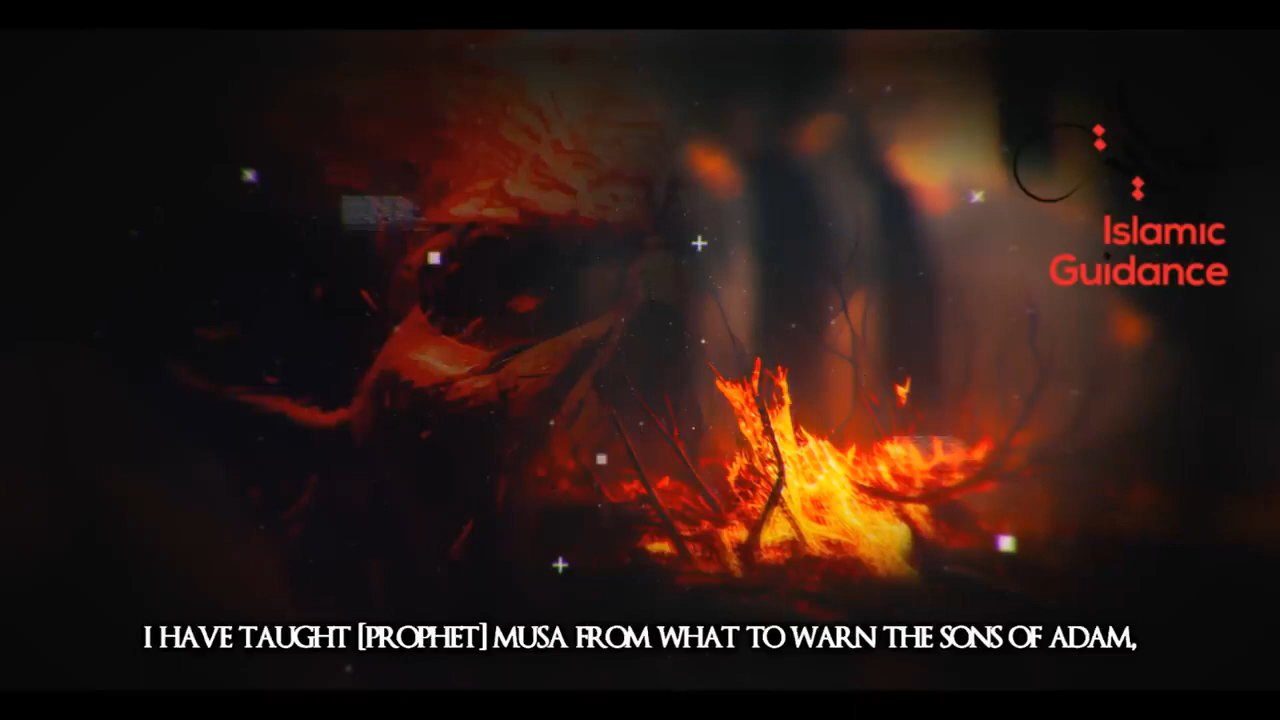 Islamic
Guidance
I HAVE TAUGHT [PROPHET] MUSA FROM WHAT TO WARN THE SONS OF ADAM,